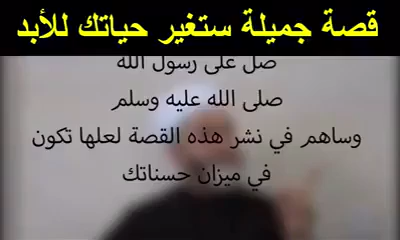 قصة جميلة ستغير حياتك للأبد
صل على رسول الله
صلى الله عليه وسلم
وساهم في نشر هذه القصة لعلها تكون
في ميزان حسناتك